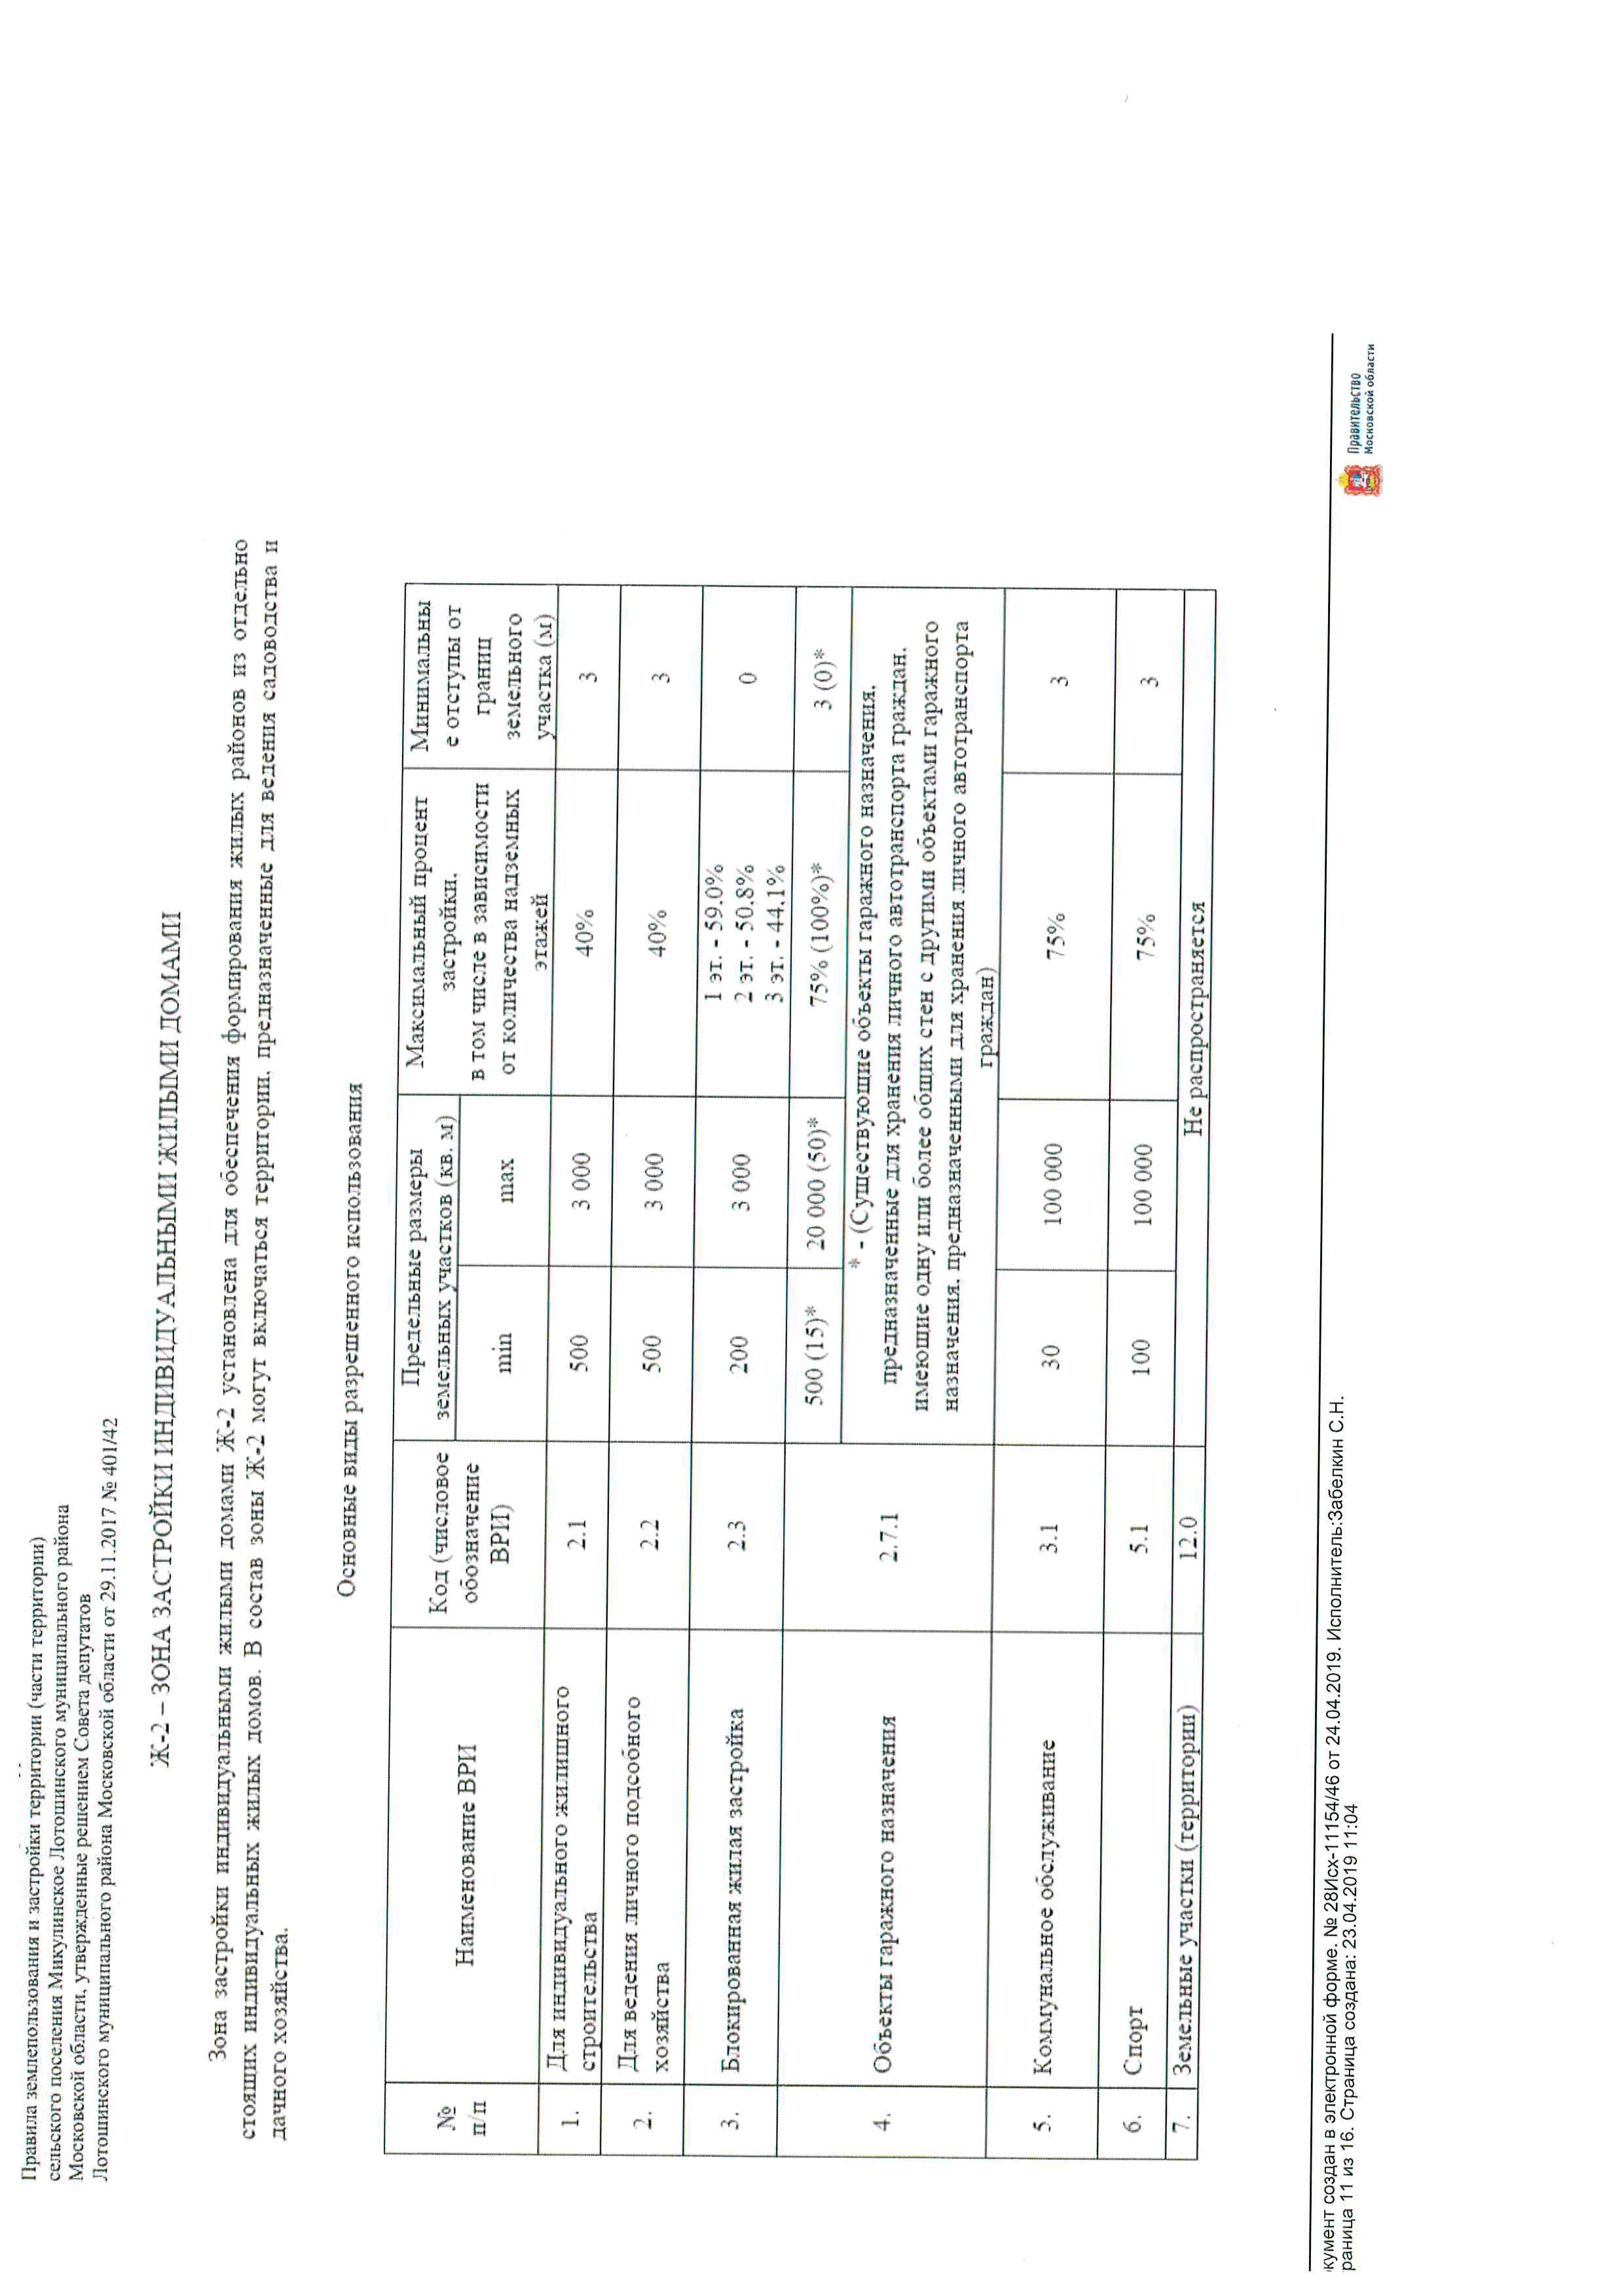 Правила землепользования и застройки территории (части территории)
сельского поселения Микулинское Лотошинского муниципального района
Московской области, утвержденные решением Совета депутатов
Лотошинского муниципального района Московской области от 29.11.2017 № 401/42
Ж-2 – ЗОНА ЗАСТРОЙКИ ИНДИВИДУАЛЬНЫМИ ЖИЛЫМИ ДОМАМИ
Зона застройки индивидуальными жилыми домами Ж-2 установлена для обеспечения формирования жилых районов из отдельно
стоящих индивидуальных жилых домов. В состав зоны Ж-2 могут включаться территории, предназначенные для ведения садоводства и
дачного хозяйства.
Основные виды разрешенного использования
№
п/п
Наименование ВРИ
Код (числовое
обозначение
ВРИ)
Предельные размеры
земельных участков (кв. м)
min
max
Максимальный процент
застройки,
в том числе в зависимости
от количества надземных
этажей
Минимальны
е отступы от
границ
земельного
участка (м)
1.
Для индивидуального жилищного
строительства
2.1
500
3 000
40%
3
2.
Для ведения личного подсобного
хозяйства
2.2
500
3 000
40%
3
3.
Блокированная жилая застройка
2.3
200
3 000
1 эт. - 59.0%
2 эт. - 50.8%
3 эт. - 44.1%
0
4.
Объекты гаражного назначения
2.7.1
500 (15)*
20 000 (50)*
75% (100%)*
3 (0)*
* - (Существующие объекты гаражного назначения,
предназначенные для хранения личного автотранспорта граждан,
имеющие одну или более общих стен с другими объектами гаражного
назначения, предназначенными для хранения личного автотранспорта
граждан)
5.
Коммунальное обслуживание
3.1
30
100 000
75%
3
6.
Спорт
5.1
100
100 000
75%
3
7.
Земельные участки (территории)
12.0
Не распространяется
кумент создан в электронной форме. № 28Исх-11154/46 от 24.04.2019. Исполнитель:Забелкин С.Н.
раница 11 из 16. Страница создана: 23.04.2019 11:04
Правительство
Московской области